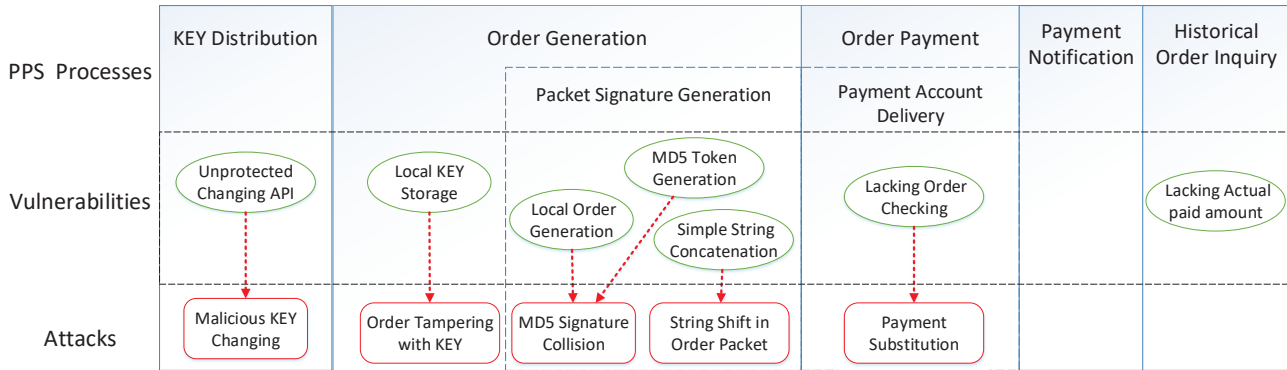 KEY Distribution
Order Generation
Order Payment
Payment
Notification
Historical
Order Inquiry
PPS Processes
Packet Signature Generation
Payment Account
Delivery
Vulnerabilities
Unprotected
Changing API
Local KEY
Storage
Local Order
Generation
MD5 Token
Generation
Simple String
Concatenation
Lacking Order
Checking
Lacking Actual
paid amount
Attacks
Malicious KEY
Changing
Order Tampering
with KEY
MD5 Signature
Collision
String Shift in
Order Packet
Payment
Substitution